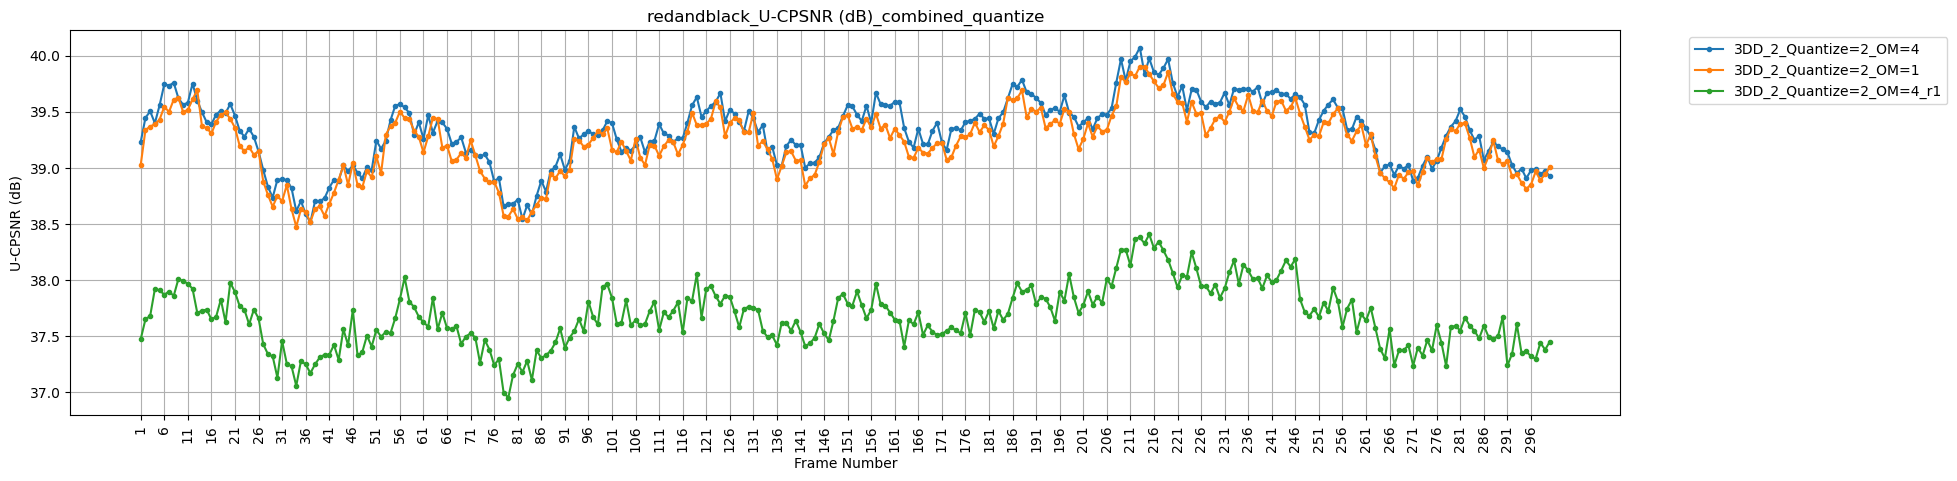 redandblack_U-CPSNR (dB)_combined_quantize
3DD_2_Quantize=2_OM=4
3DD_2_Quantize=2_OM=1
3DD_2_Quantize=2_OM=4_r1
U-CPSNR (dB)
40.0
39.5
39.0
38.5
38.0
37.5
37.0
1 6 11 16 21 26 31 36 41 46 51 56 61 66 71 76 81 86 91 96 101 106 111 116 121 126 131 136 141 146 151 156 161 166 171 176 181 186 191 196 201 206 211 216 221 226 231 236 241 246 251 256 261 266 271 276 281 286 291 296
Frame Number